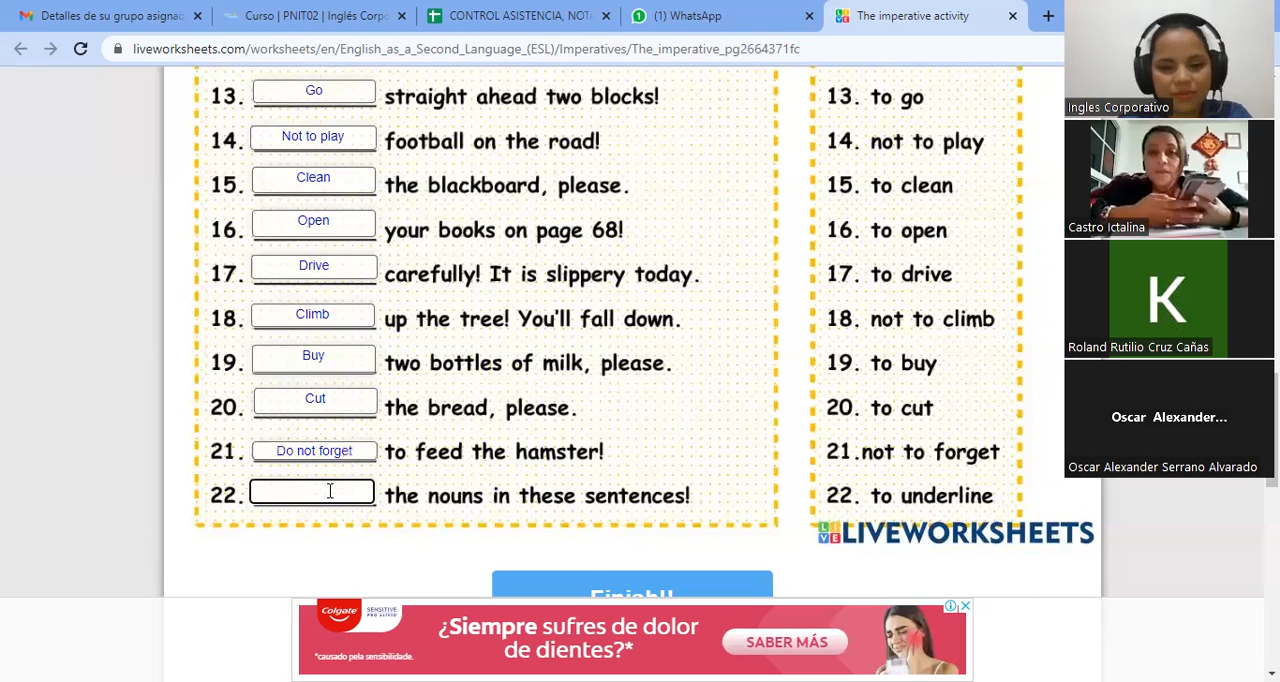 Detalles de su grupo asignac
Curso | PNIT02 | Inglés Corpo
CONTROL ASISTENCIA, NOT
(1) WhatsApp
The imperative activity
liveworksheets.com/worksheets/en/English_as_a_Second_Language_(ESL)/Imperatives/The_imperative_pg2664371fc
13. Go straight ahead two blocks! 13. to go
14. Not to play football on the road! 14. not to play
15. Clean the blackboard, please. 15. to clean
16. Open your books on page 68! 16. to open
17. Drive carefully! It is slippery today. 17. to drive
18. Climb up the tree! You'll fall down. 18. not to climb
19. Buy two bottles of milk, please. 19. to buy
20. Cut the bread, please. 20. to cut
21. Do not forget to feed the hamster! 21.not to forget
22. the nouns in these sentences! 22. to underline
LIVEWORKSHEETS
Finish!!
Colgate SENSITIVE PRO ALIVIO
*causado pela sensibilidade.
¿Siempre sufres de dolor
de dientes?*
SABER MÁS
Ingles Corporativo
Castro Ictalina
K
Roland Rutilio Cruz Cañas
Oscar Alexander...
Oscar Alexander Serrano Alvarado